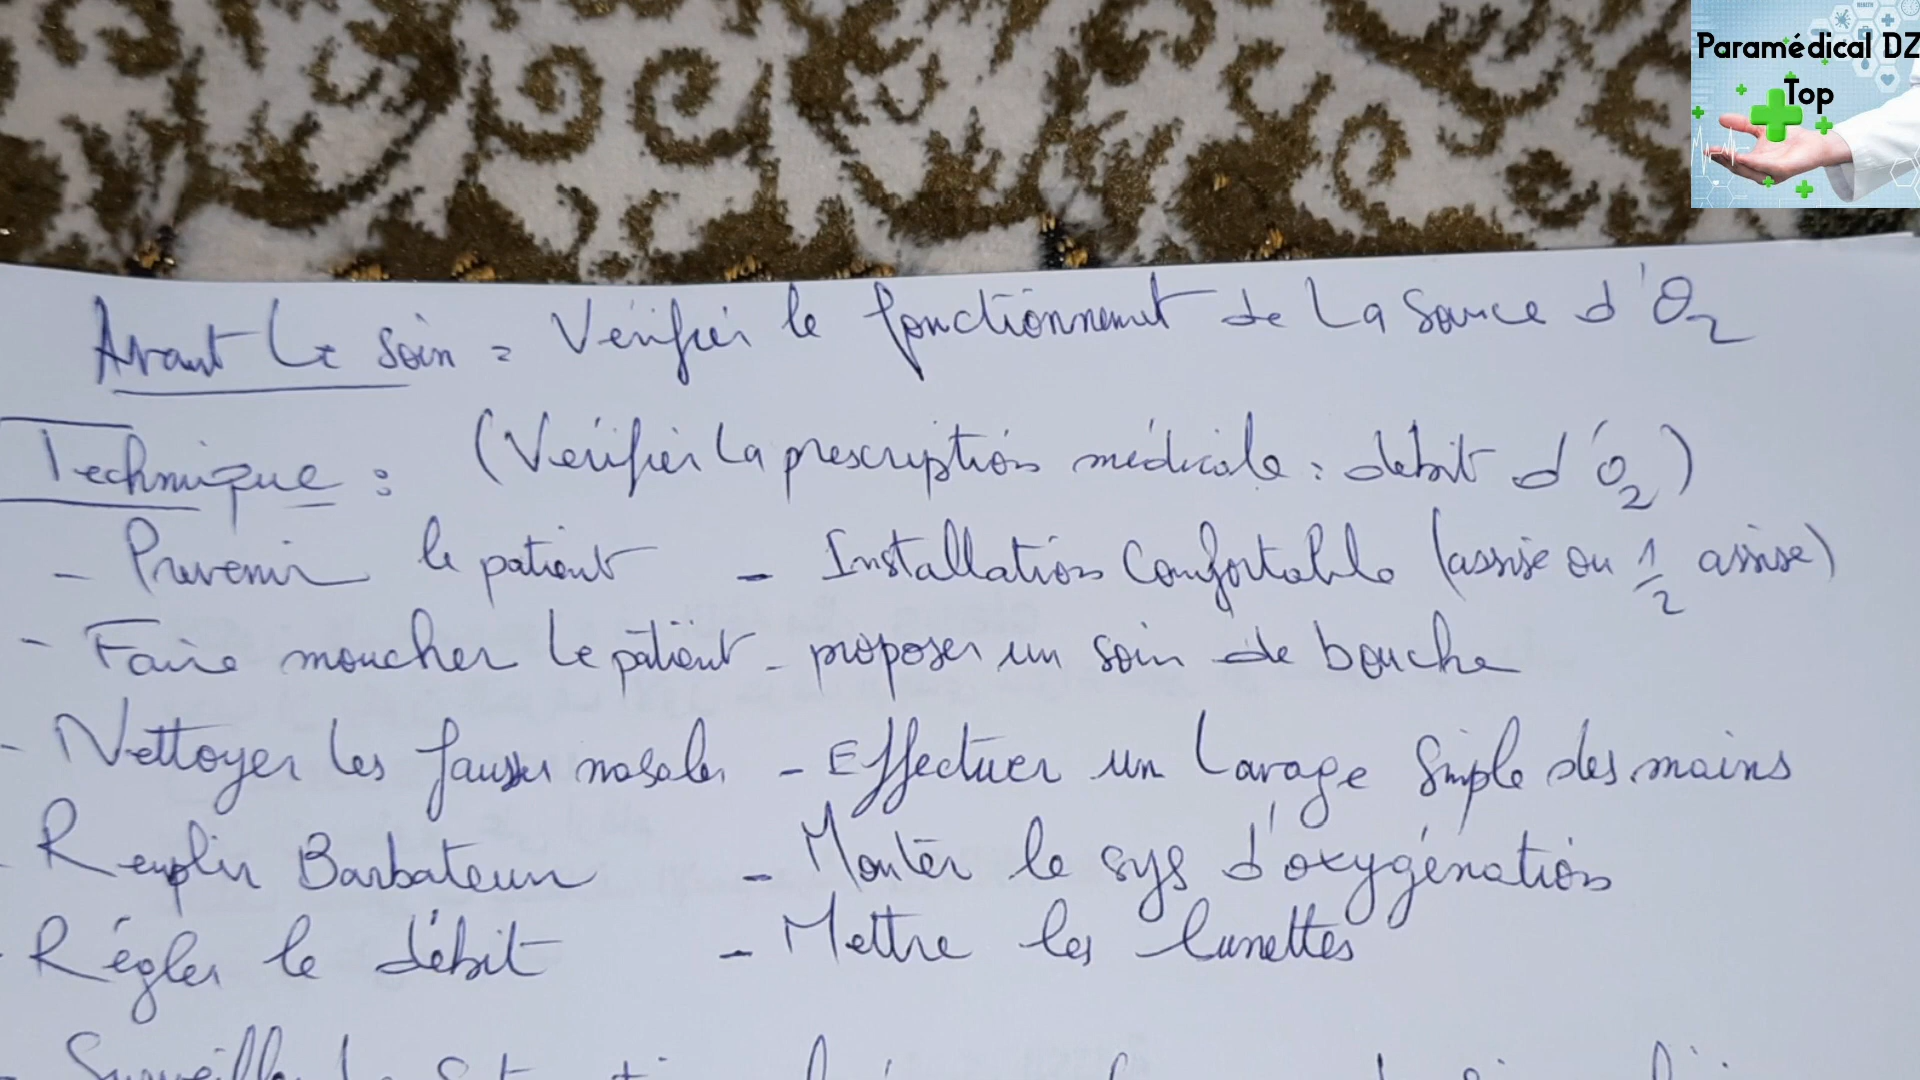 Paramédical DZ
Top
Avant Le soin = Vérifier le fonctionnement de La source d'O2
Technique : (Vérifier La prescription médicale : débit d'O2)
- Prevenir le patient - Installation Comfortable (assise ou 1/2 assise)
- Faire moucher Le patient - proposer un soin de bouche
- Nettoyer les fausses nasales - Effectuer un Lavage Simple des mains
- Remplir Barbateur - Monter le sys d'oxygénation
- Régler le débit - Mettre les lunettes
- Surveiller